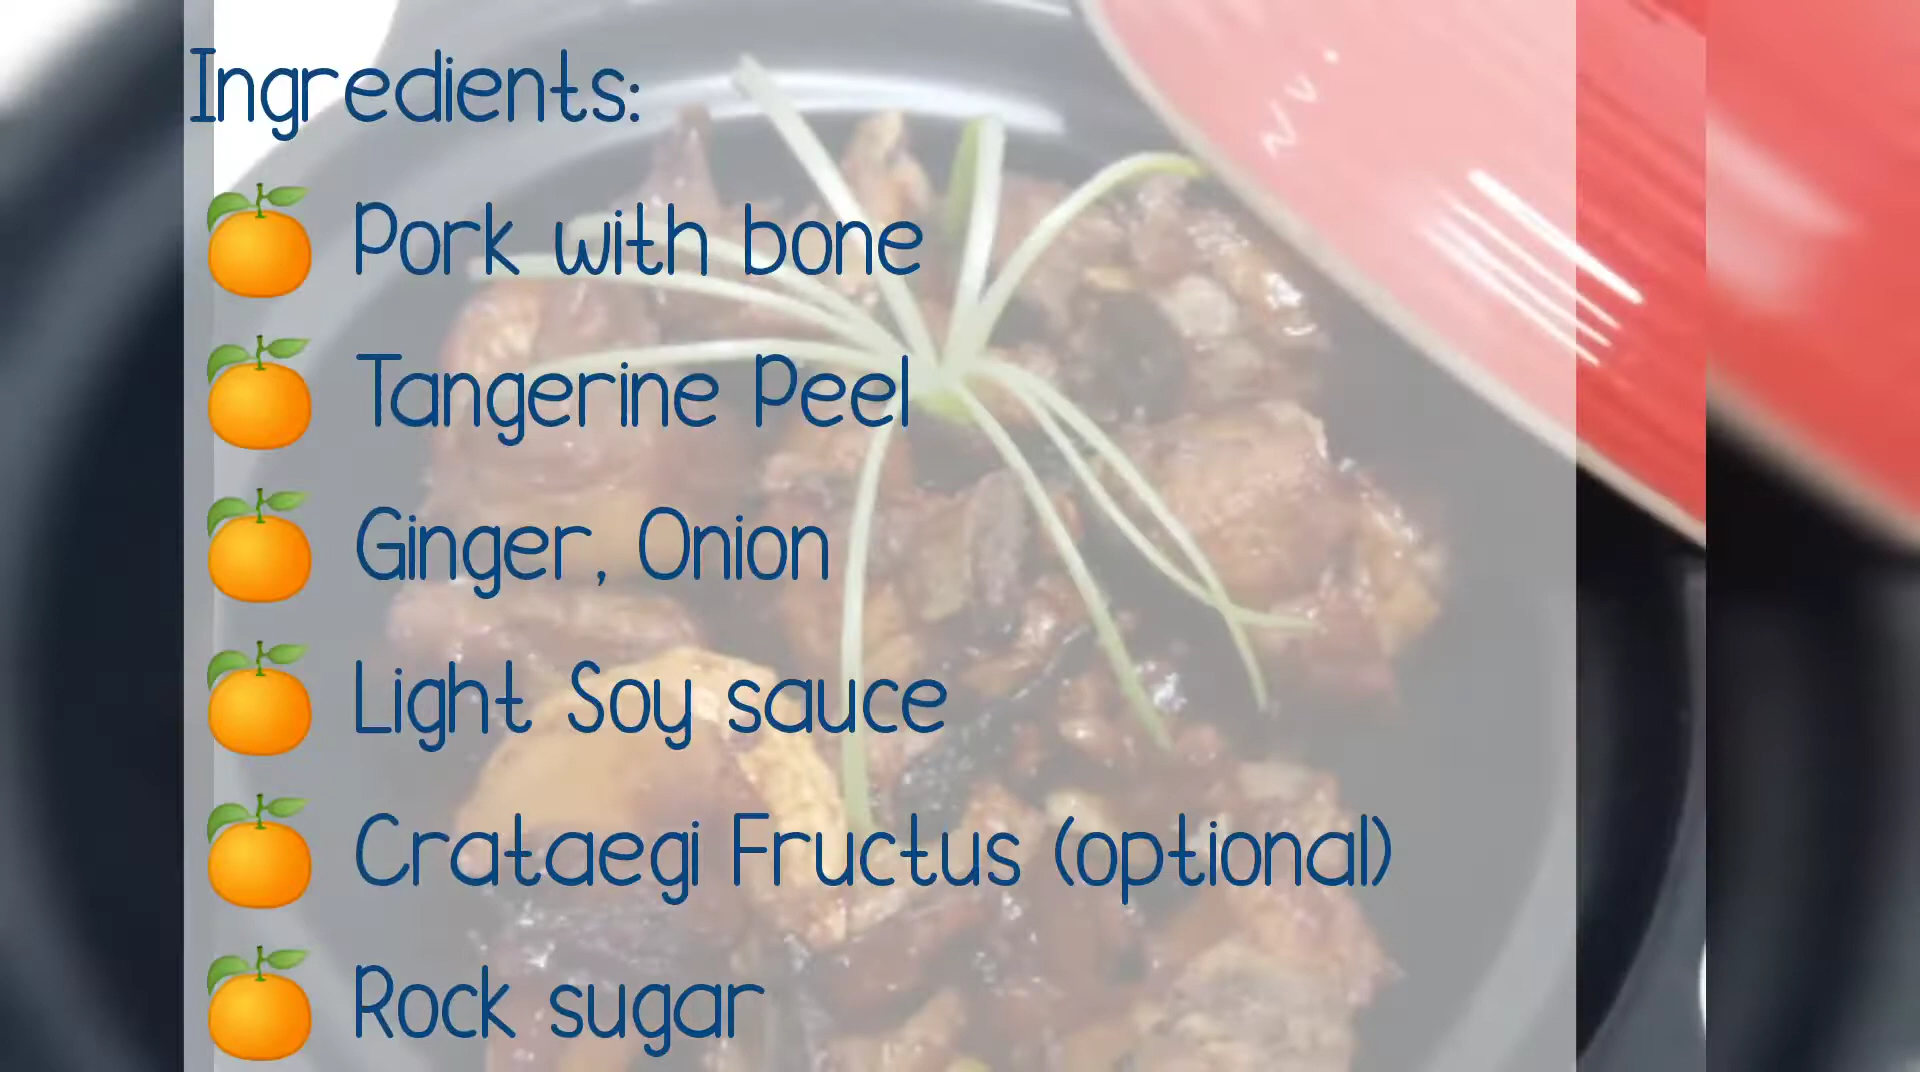 Ingredients:
🍊 Pork with bone
🍊 Tangerine Peel
🍊 Ginger, Onion
🍊 Light Soy sauce
🍊 Crataegi Fructus (optional)
🍊 Rock sugar